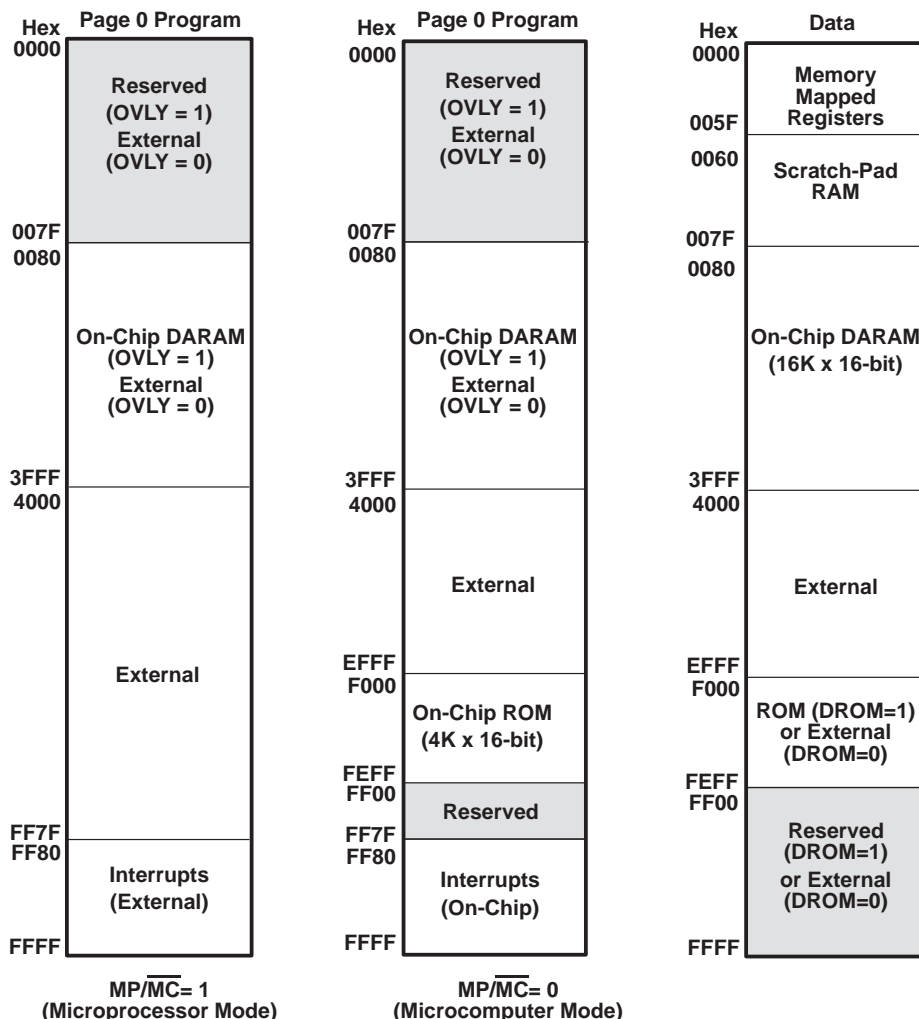 Hex
Page 0 Program
0000
Reserved
(OVLY = 1)
External
(OVLY = 0)
007F
0080
On-Chip DARAM
(OVLY = 1)
External
(OVLY = 0)
3FFF
4000
External
FF7F
FF80
Interrupts
(External)
FFFF
MP/M̅C̅= 1
(Microprocessor Mode)
Hex
Page 0 Program
0000
Reserved
(OVLY = 1)
External
(OVLY = 0)
007F
0080
On-Chip DARAM
(OVLY = 1)
External
(OVLY = 0)
3FFF
4000
External
EFFF
F000
On-Chip ROM
(4K x 16-bit)
FEFF
FF00
Reserved
FF7F
FF80
Interrupts
(On-Chip)
FFFF
MP/M̅C̅= 0
(Microcomputer Mode)
Hex
Data
0000
Memory
Mapped
Registers
005F
0060
Scratch-Pad
RAM
007F
0080
On-Chip DARAM
(16K x 16-bit)
3FFF
4000
External
EFFF
F000
ROM (DROM=1)
or External
(DROM=0)
FEFF
FF00
Reserved
(DROM=1)
or External
(DROM=0)
FFFF